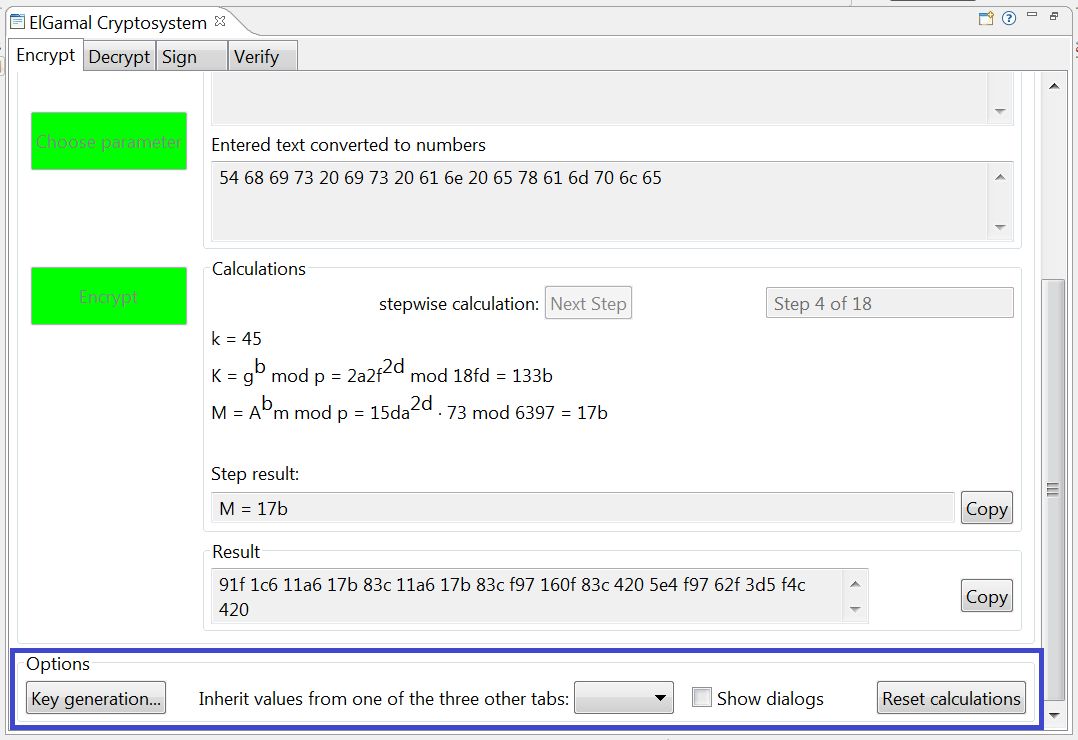 ElGamal Cryptosystem
Encrypt Decrypt Sign Verify
Choose parameter
Entered text converted to numbers
54 68 69 73 20 69 73 20 61 6e 20 65 78 61 6d 70 6c 65
Encrypt
Calculations
stepwise calculation: Next Step Step 4 of 18
k = 45
K = g^b mod p = 2a2f^2d mod 18fd = 133b
M = A^b m mod p = 15da^2d · 73 mod 6397 = 17b
Step result:
M = 17b Copy
Result
91f 1c6 11a6 17b 83c 11a6 17b 83c f97 160f 83c 420 5e4 f97 62f 3d5 f4c
420
Copy
Options
Key generation... Inherit values from one of the three other tabs: Show dialogs Reset calculations